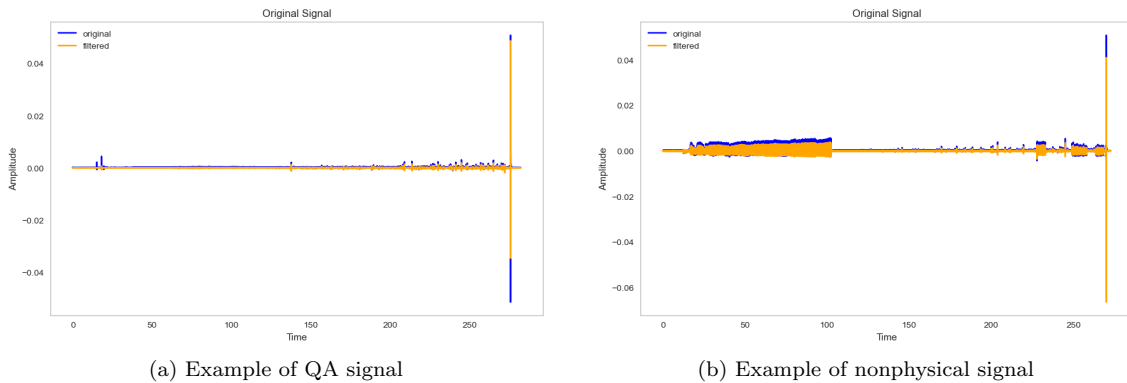 Original Signal
original
filtered
0.04
0.02
0.00
−0.02
−0.04
Amplitude
0
50
100
150
200
250
Time
(a) Example of QA signal
Original Signal
original
filtered
0.04
0.02
0.00
−0.02
−0.04
−0.06
Amplitude
0
50
100
150
200
250
Time
(b) Example of nonphysical signal